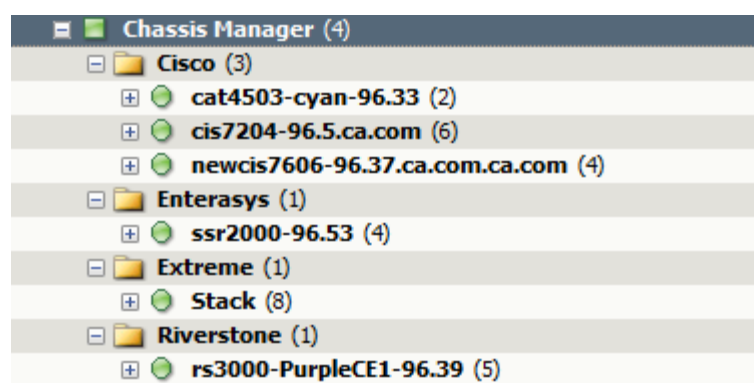 Chassis Manager (4)
Cisco (3)
cat4503-cyan-96.33 (2)
cis7204-96.5.ca.com (6)
newcis7606-96.37.ca.com.ca.com (4)
Enterasys (1)
ssr2000-96.53 (4)
Extreme (1)
Stack (8)
Riverstone (1)
rs3000-PurpleCE1-96.39 (5)